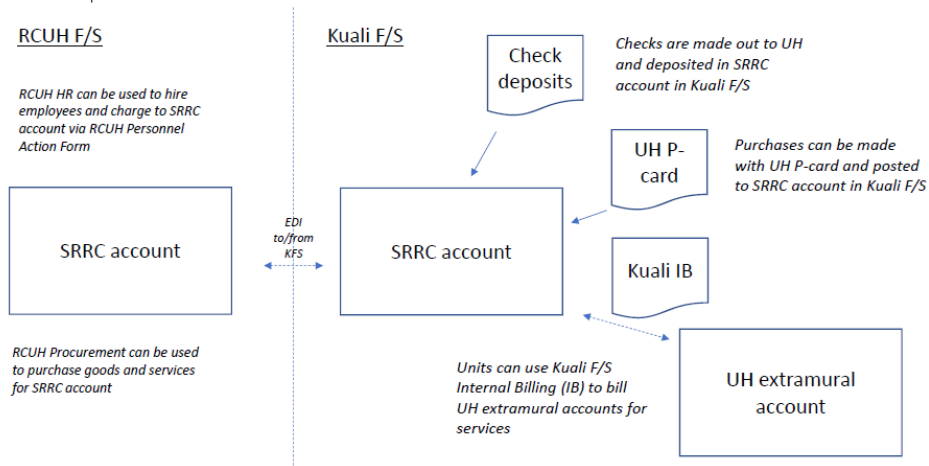 RCUH F/S
RCUH HR can be used to hire
employees and charge to SRRC
account via RCUH Personnel
Action Form
SRRC account
RCUH Procurement can be used
to purchase goods and services
for SRRC account
EDI
to/from
KFS
Kuali F/S
Check
deposits
Checks are made out to UH
and deposited in SRRC
account in Kuali F/S
UH P-
card
Purchases can be made
with UH P-card and posted
to SRRC account in Kuali F/S
SRRC account
Kuali IB
Units can use Kuali F/S
Internal Billing (IB) to bill
UH extramural accounts for
services
UH extramural
account